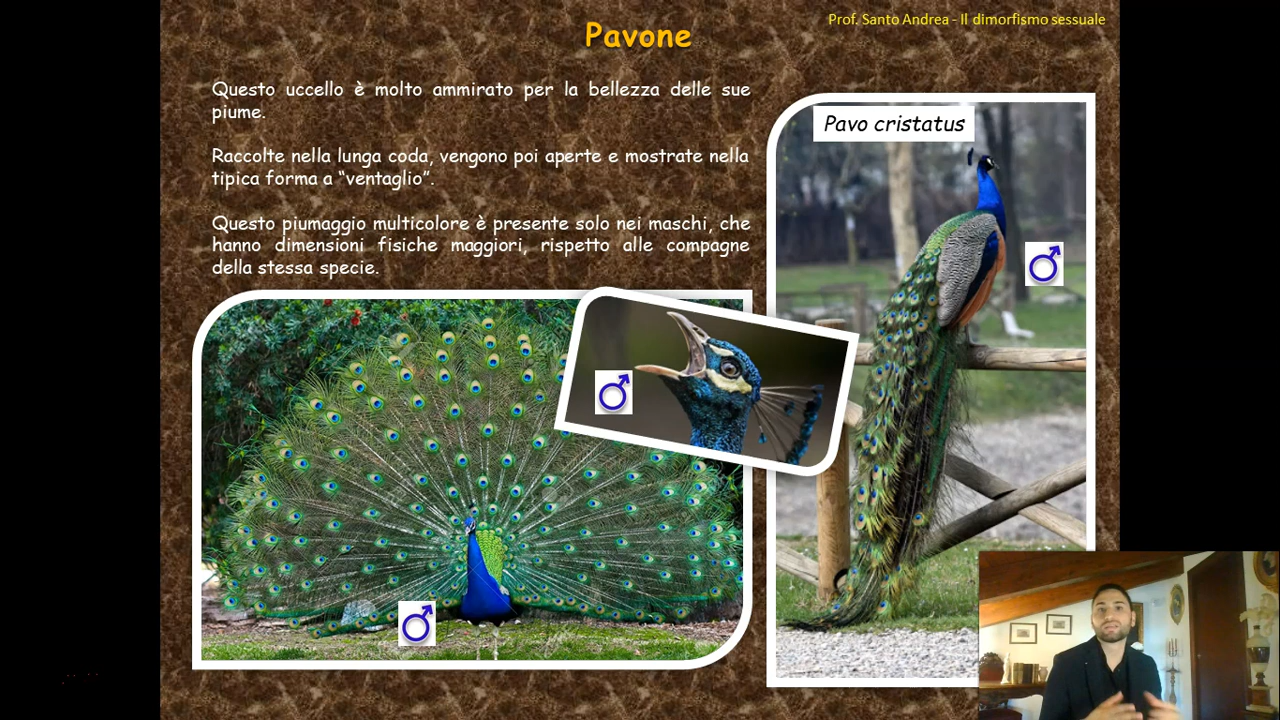 Prof. Santo Andrea - Il dimorfismo sessuale
Pavone
Questo uccello è molto ammirato per la bellezza delle sue
piume.
Raccolte nella lunga coda, vengono poi aperte e mostrate nella
tipica forma a “ventaglio”.
Questo piumaggio multicolore è presente solo nei maschi, che
hanno dimensioni fisiche maggiori, rispetto alle compagne
della stessa specie.
Pavo cristatus